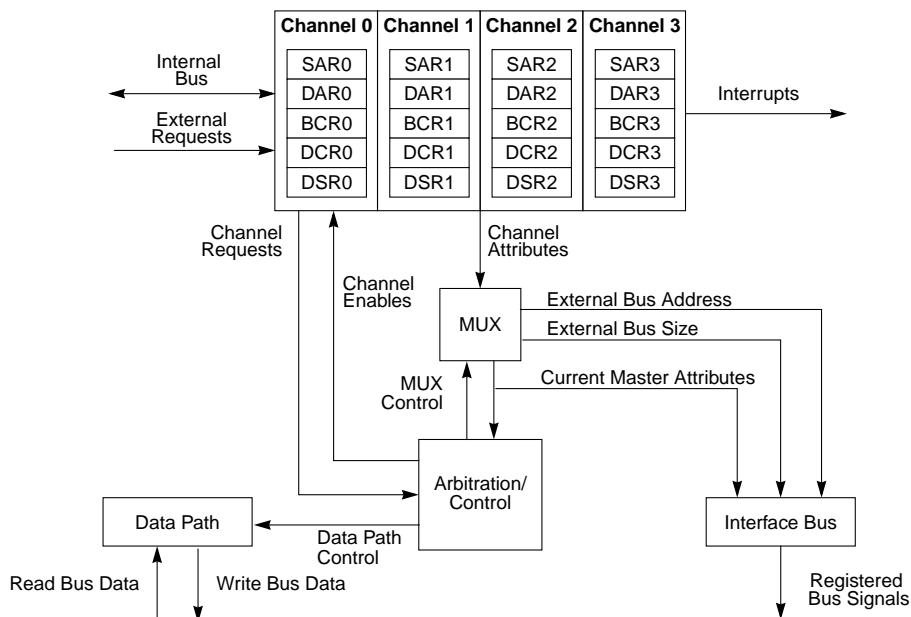 Channel 0 Channel 1 Channel 2 Channel 3
SAR0 SAR1 SAR2 SAR3
DAR0 DAR1 DAR2 DAR3
BCR0 BCR1 BCR2 BCR3
DCR0 DCR1 DCR2 DCR3
DSR0 DSR1 DSR2 DSR3
Internal
Bus
External
Requests
Interrupts
Channel
Requests
Channel
Enables
Channel
Attributes
MUX
External Bus Address
External Bus Size
Current Master Attributes
MUX
Control
Arbitration/
Control
Data Path
Data Path
Control
Interface Bus
Read Bus Data
Write Bus Data
Registered
Bus Signals